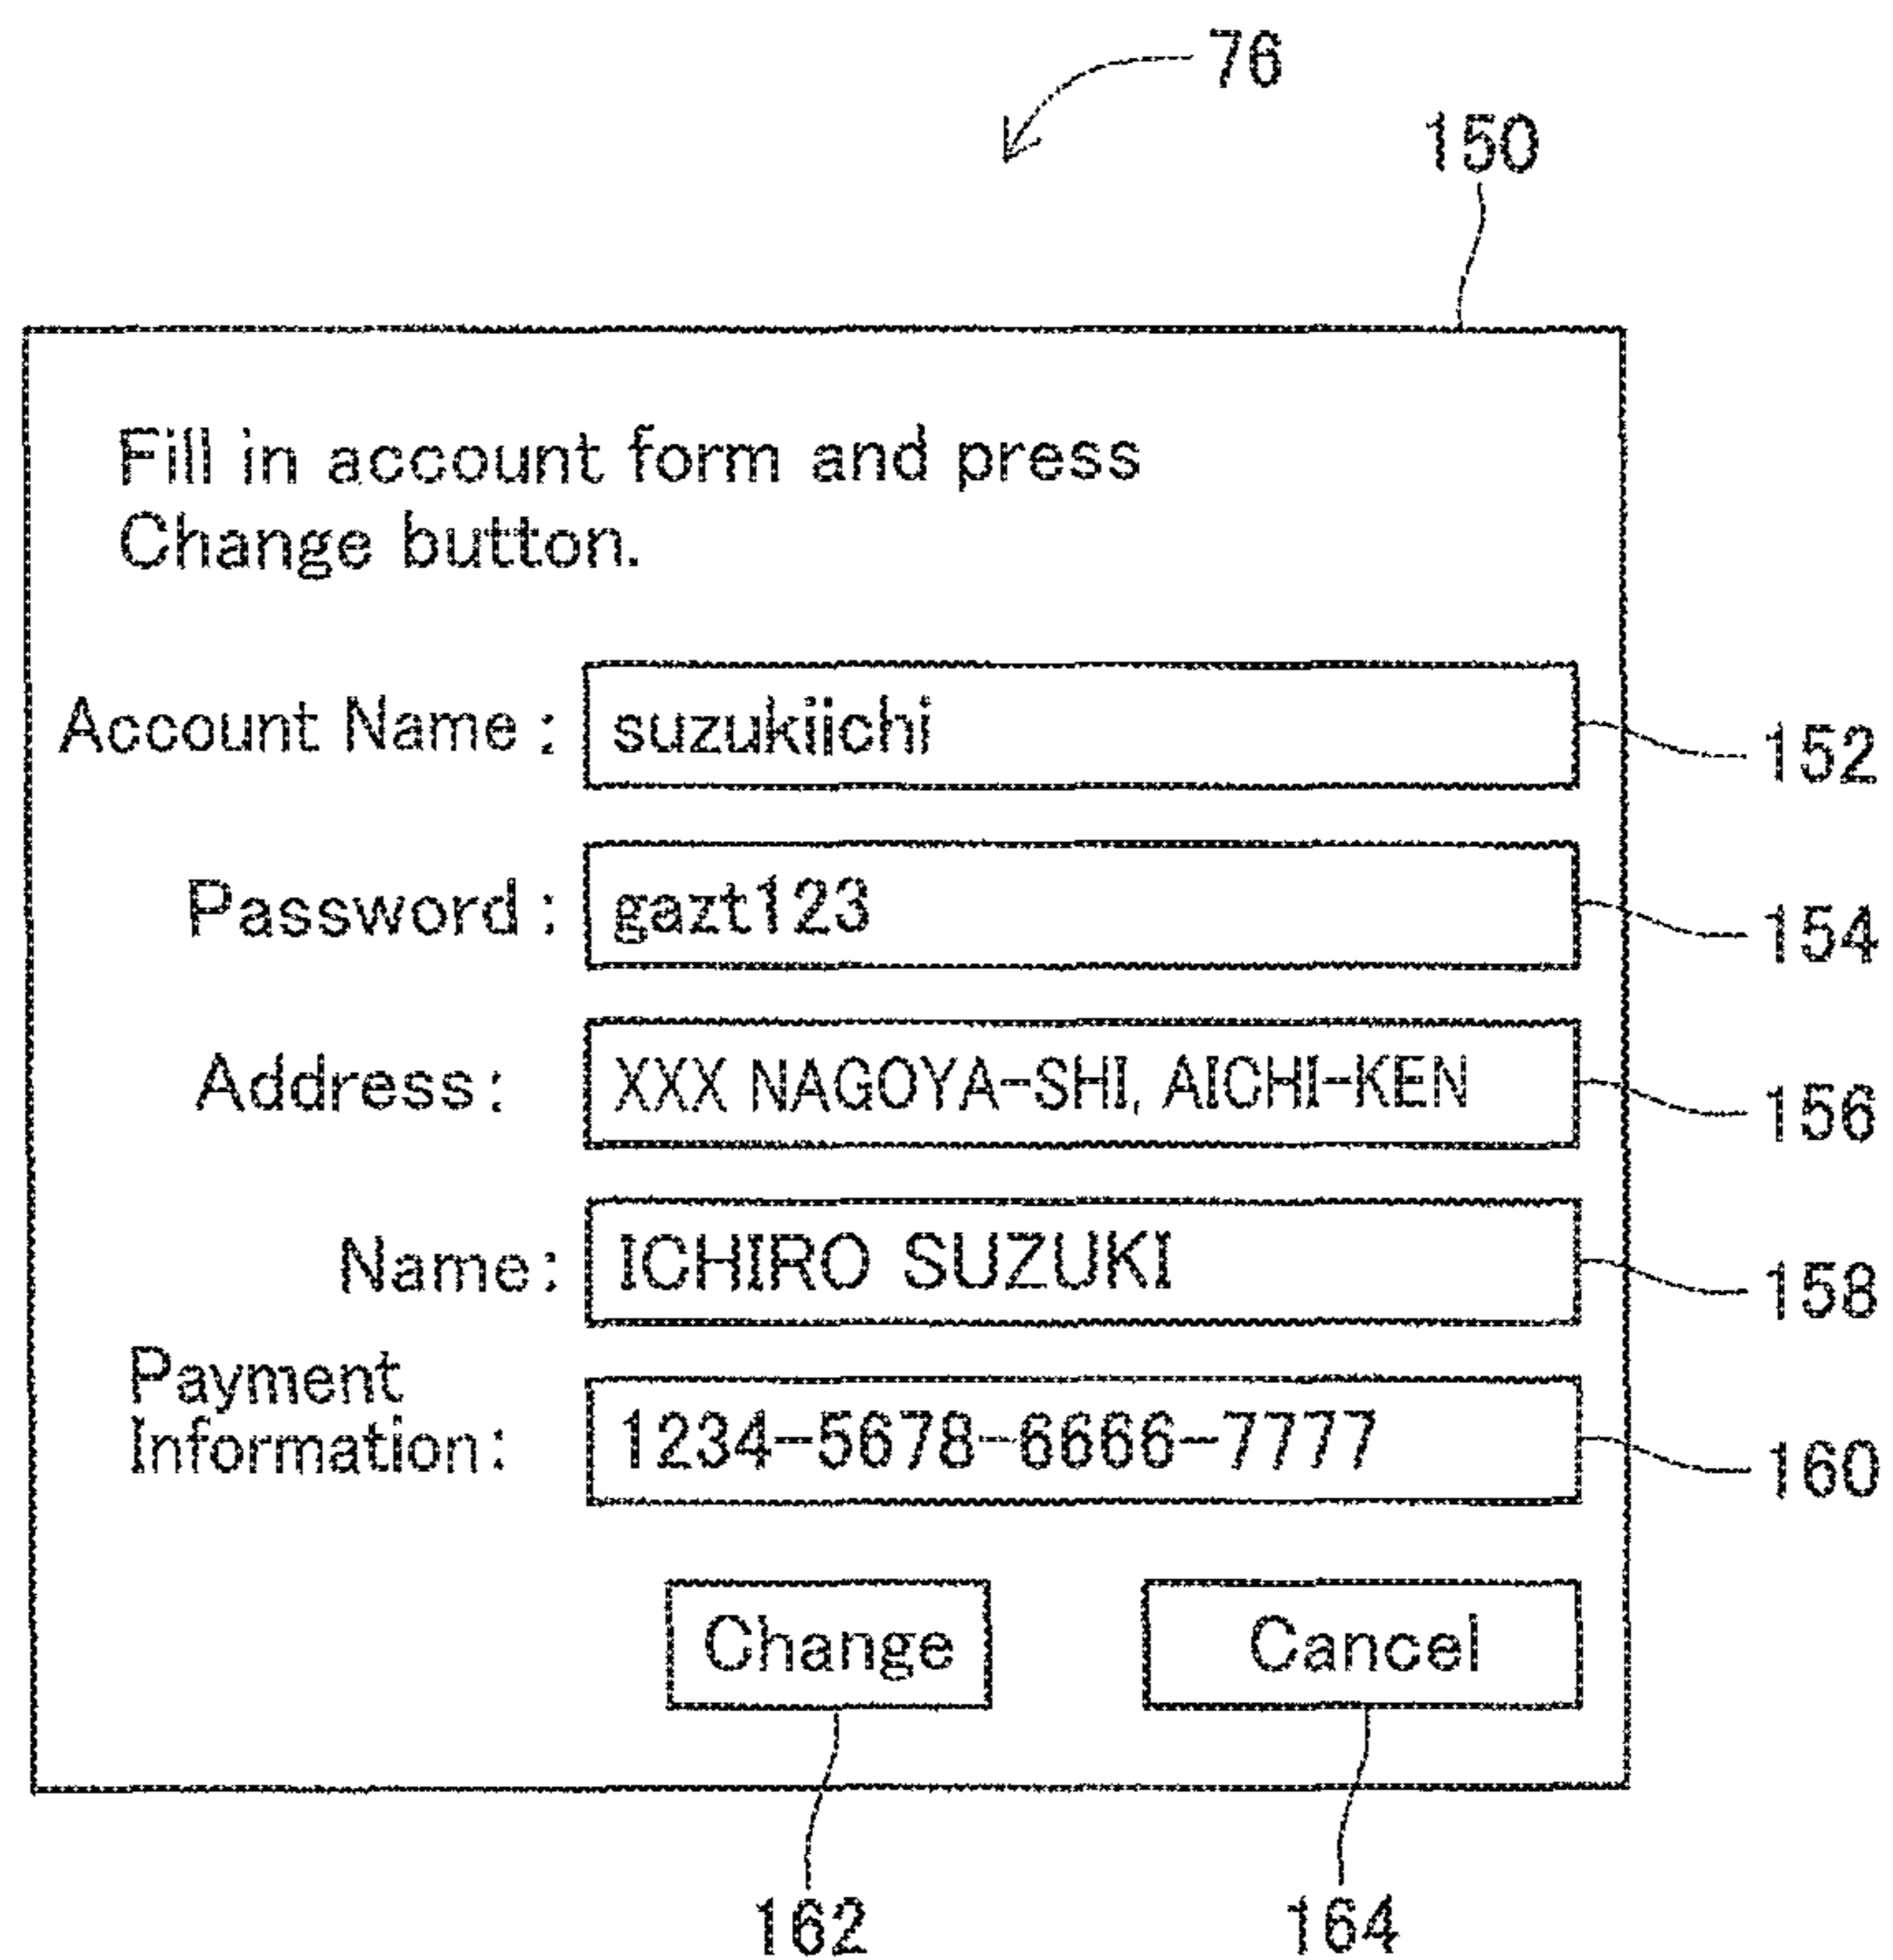 76
150
Fill in account form and press
Change button.
Account Name: suzukiichi 152
Password: gazt123 154
Address: XXX NAGOYA-SHI, AICHI-KEN 156
Name: ICHIRO SUZUKI 158
Payment
Information: 1234-5678-6666-7777 160
Change Cancel
162 164